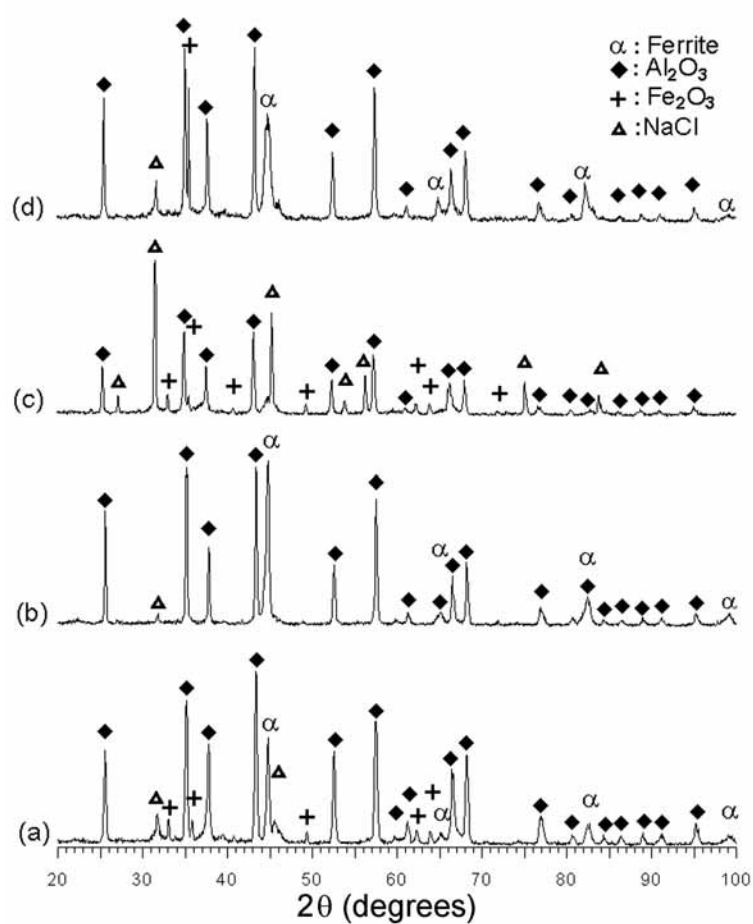 α : Ferrite
◆ : Al₂O₃
+ : Fe₂O₃
△ : NaCl
(d)
(c)
(b)
(a)
20 30 40 50 60 70 80 90 100
2θ (degrees)